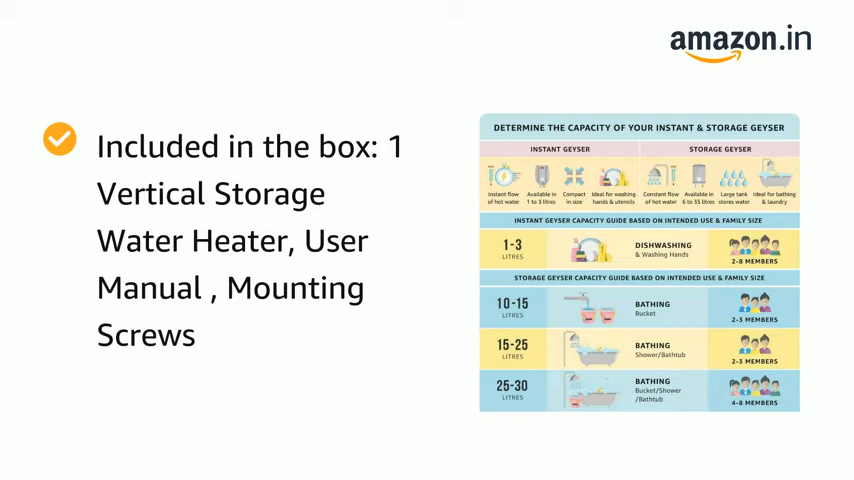 amazon.in
Included in the box: 1
Vertical Storage
Water Heater, User
Manual , Mounting
Screws
DETERMINE THE CAPACITY OF YOUR INSTANT & STORAGE GEYSER
INSTANT GEYSER
STORAGE GEYSER
Instant flow
of hot water
Available in
1 to 3 litres
Compact
in size
Ideal for washing
hands & utensils
Constant flow
of hot water
Available in
6 to 35 litres
Large tank
stores water
Ideal for bathing
& laundry
INSTANT GEYSER CAPACITY GUIDE BASED ON INTENDED USE & FAMILY SIZE
1-3
LITRES
DISHWASHING
& Washing Hands
2-8 MEMBERS
STORAGE GEYSER CAPACITY GUIDE BASED ON INTENDED USE & FAMILY SIZE
10-15
LITRES
BATHING
Bucket
2-3 MEMBERS
15-25
LITRES
BATHING
Shower/Bathtub
2-3 MEMBERS
25-30
LITRES
BATHING
Bucket/Shower
/Bathtub
4-8 MEMBERS